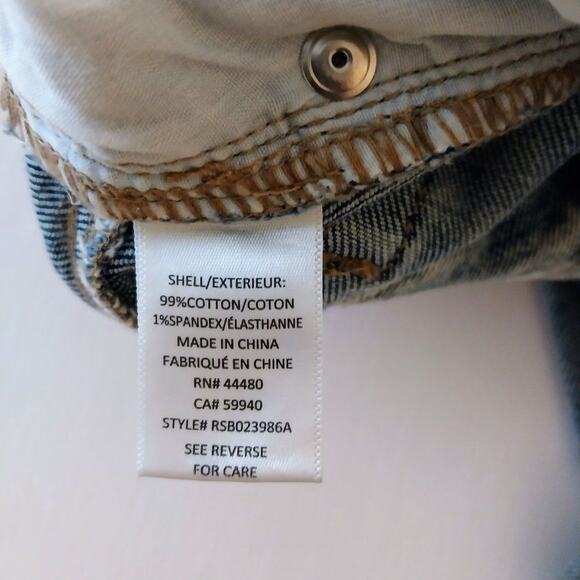 SHELL/EXTERIEUR:
99%COTTON/COTON
1%SPANDEX/ÉLASTHANNE
MADE IN CHINA
FABRIQUÉ EN CHINE
RN# 44480
CA# 59940
STYLE# RSB023986A
SEE REVERSE
FOR CARE